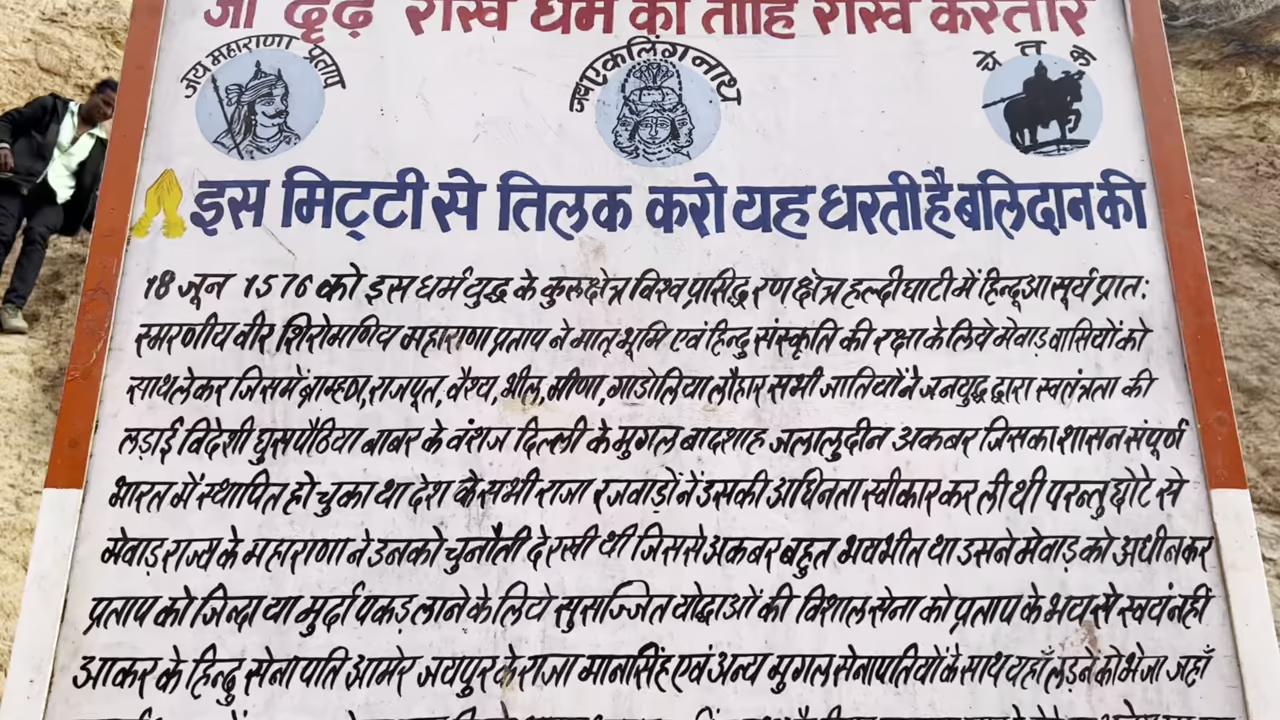 जो दृढ़ राखे धर्म को ताहि राखे करतार
जय महाराणा प्रताप
जय एकलिंग नाथ
चेतक
इस मिट्टी से तिलक करो यह धरती है बलिदान की
18 जून 1576 को इस धर्म युद्ध के कुरुक्षेत्र विश्व प्रसिद्ध रण क्षेत्र हल्दीघाटी में हिन्दूआ सूर्य प्रात:
स्मरणीय वीर शिरोमणिय महाराणा प्रताप ने मातृभूमि एवं हिन्दु संस्कृति की रक्षा के लिये मेवाड़ वासियों को
साथ लेकर जिसमें ब्राम्हण, राजपूत, वैश्य, भील, मीणा, गाडोलिया लौहार सभी जातियों ने जनयुद्ध द्वारा स्वतंत्रता की
लड़ाई विदेशी घुसपैठिया बाबर के वंशज दिल्ली के मुगल बादशाह जलालुदीन अकबर जिसका शासन संपूर्ण
भारत में स्थापित हो चुका था देश के सभी राजा रजवाड़ों नें उसकी अधिनता स्वीकार कर ली थी परन्तु छोटे से
मेवाड़ राज्य के महाराणा ने उनको चुनौती दे रखी थी जिससे अकबर बहुत भयभीत था उसने मेवाड़ को अधीन कर
प्रताप को जिन्दा या मुर्दा पकड़ लाने के लिये सुसज्जित योद्धाओं की विशाल सेना को प्रताप के भय से स्वयं नहीं
आकर के हिन्दु सेनापति आमेर जयपुर के राजा मानसिंह एवं अन्य मुगल सेनापतियों के साथ यहाँ लड़ने को भेजा जहाँ